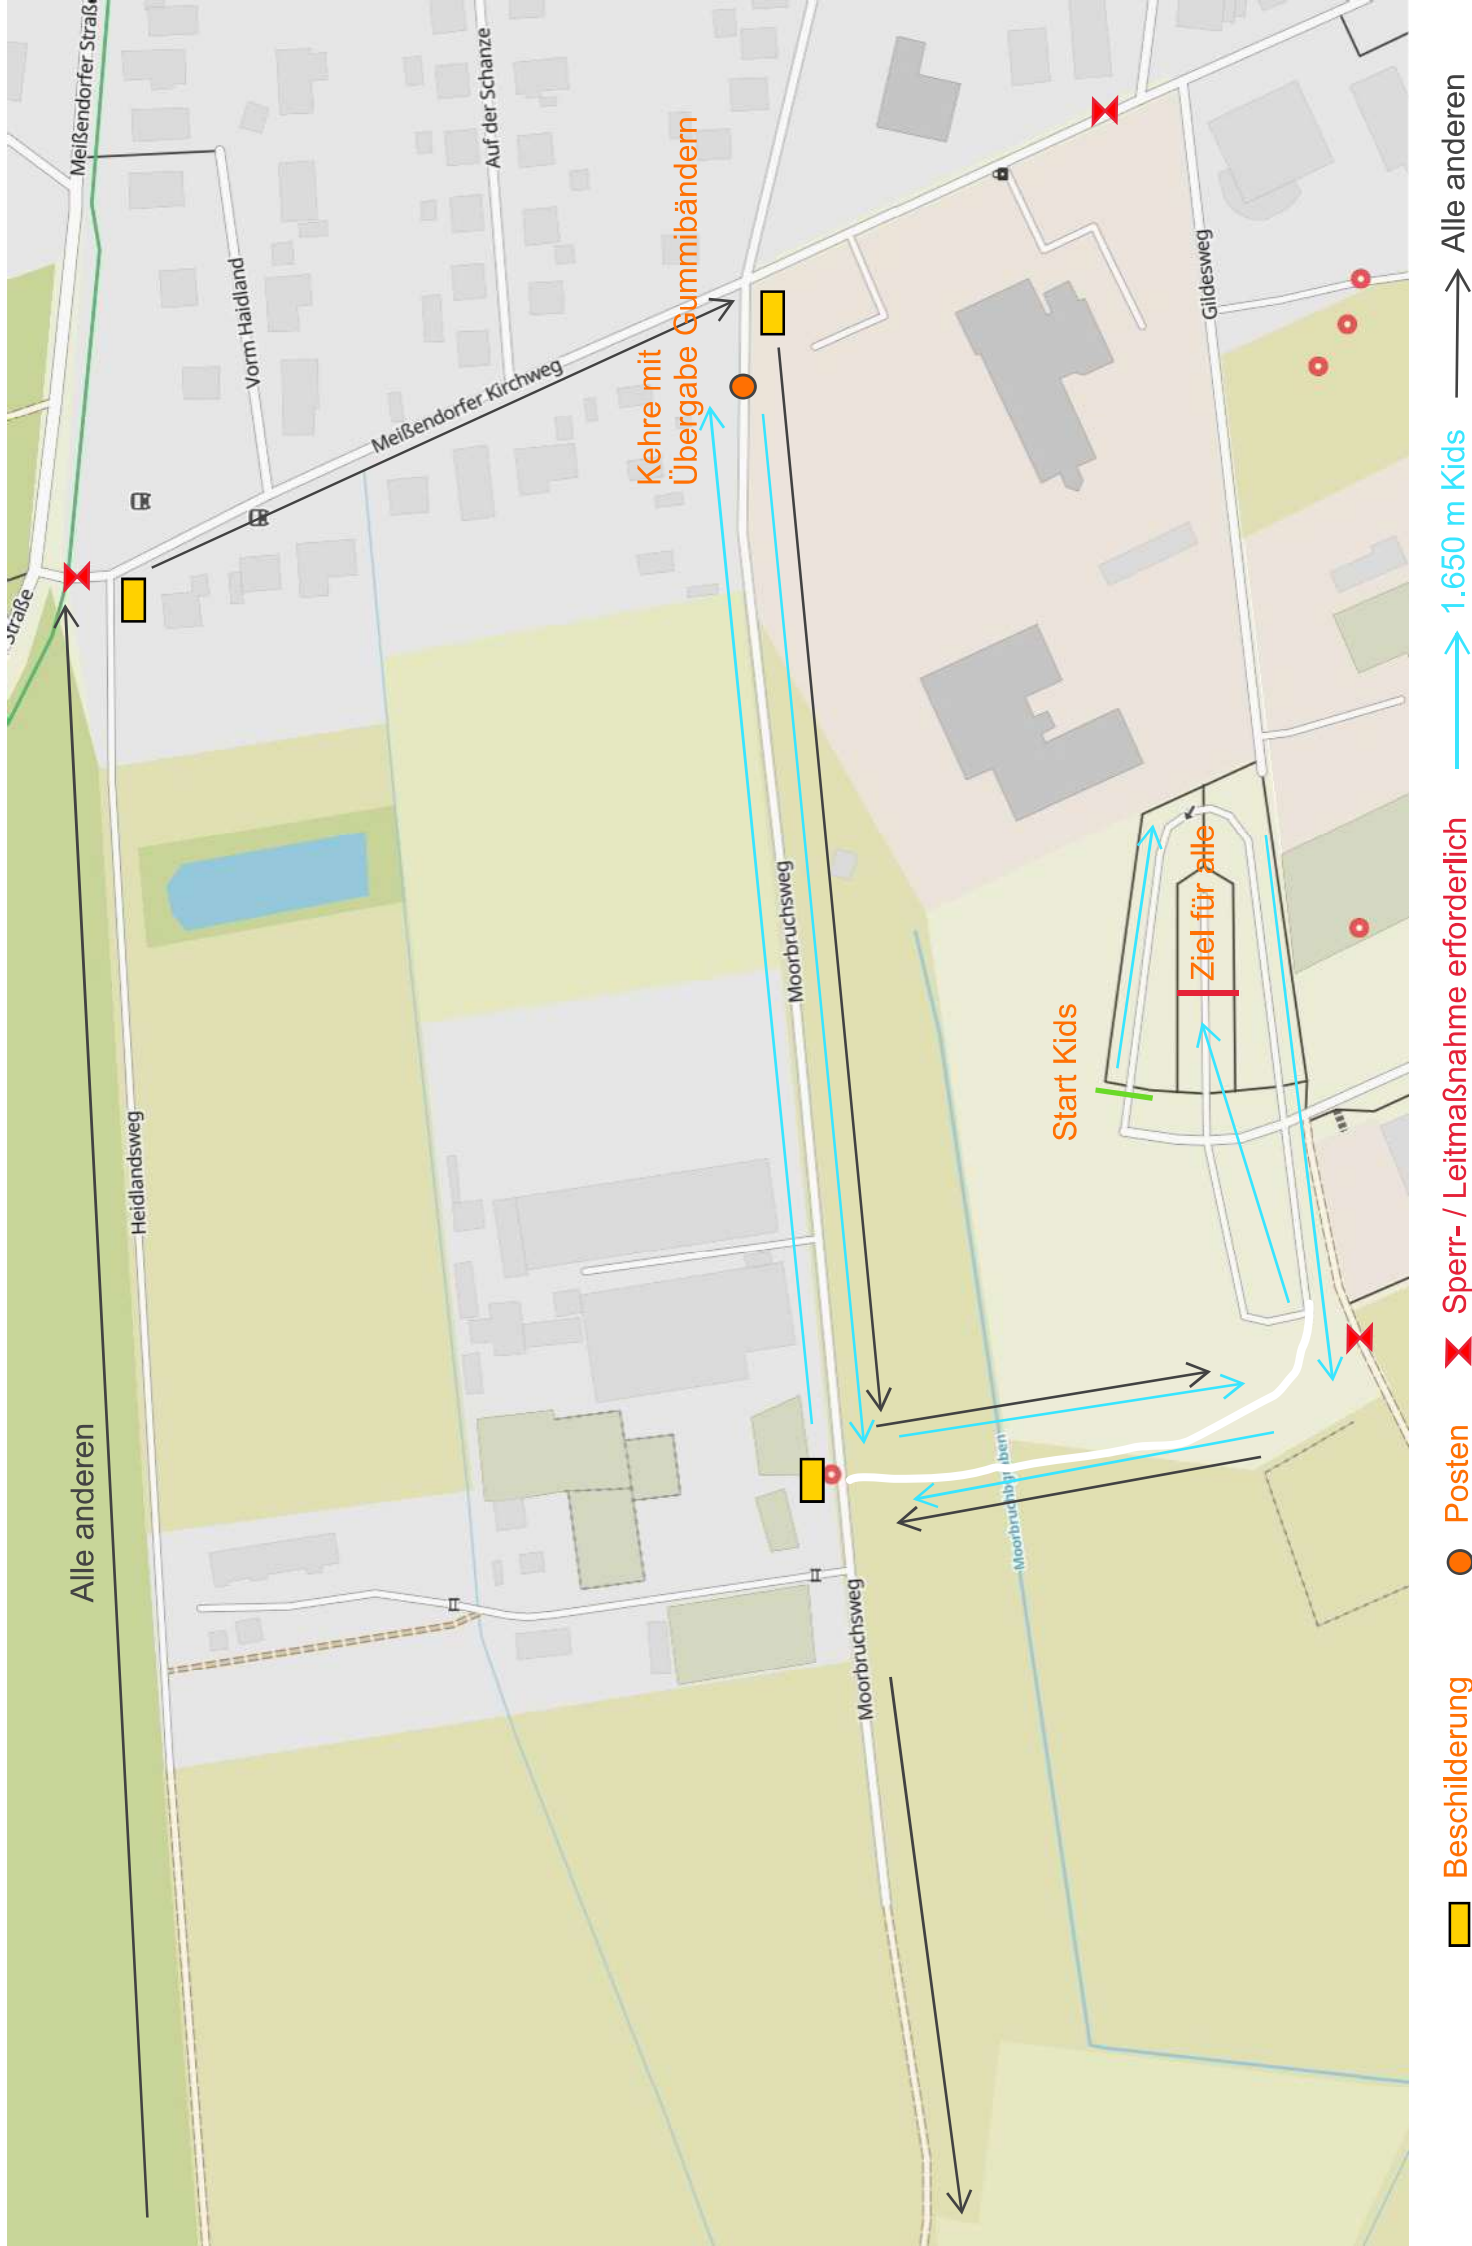 Meißendorfer Straße
Auf der Schanze
Vorm Haidland
Meißendorfer Kirchweg
Straße
Kehre mit
Übergabe Gummibändern
Gildesweg
Heidlandsweg
Moorbruchsweg
Ziel für alle
Start Kids
Alle anderen
Moorbruchgraben
Moorbruchsweg
Beschilderung
Posten
Sperr- / Leitmaßnahme erforderlich
1.650 m Kids
Alle anderen